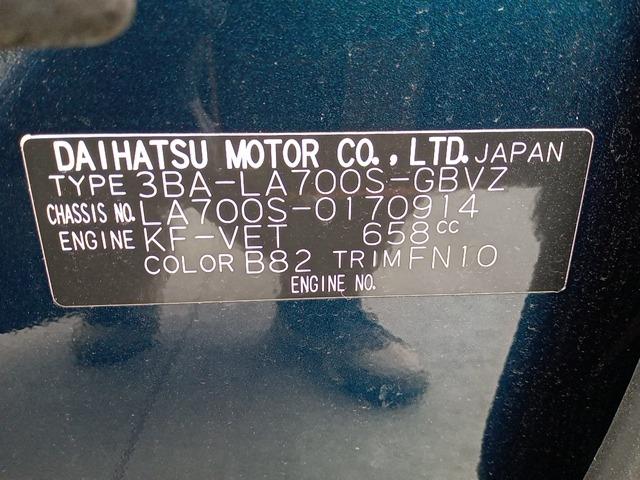 DAIHATSU MOTOR CO., LTD. JAPAN
TYPE 3BA-LA700S-GBVZ
CHASSIS NO. LA700S-0170914
ENGINE KF-VET 658cc
COLOR B82 TRIM FN10
ENGINE NO.